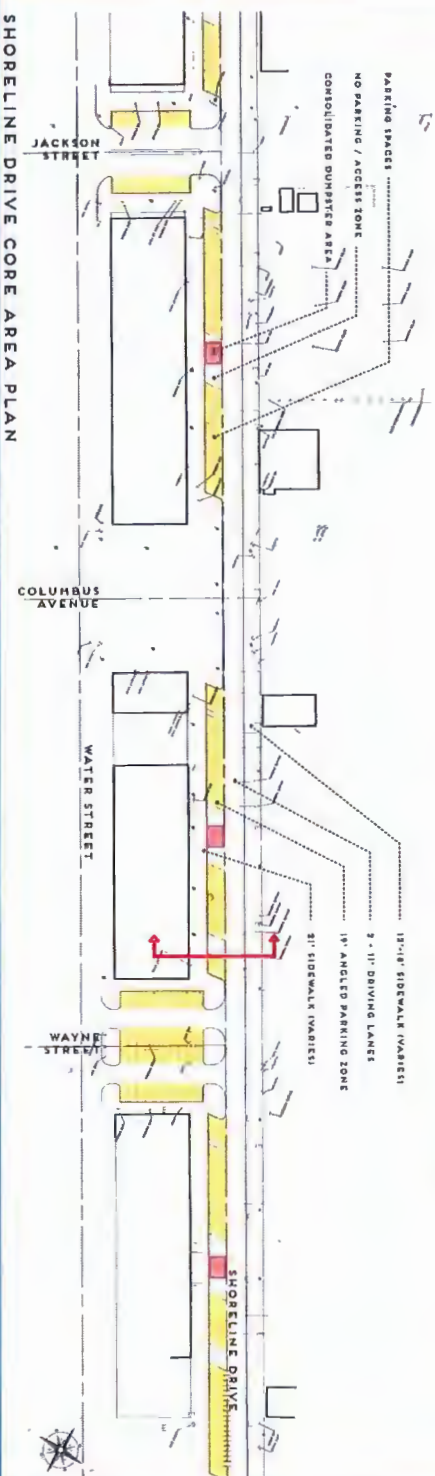 SHORELINE DRIVE CORE AREA PLAN
PARKING SPACES
NO PARKING / ACCESS ZONE
CONSOLIDATED DUMPSTER AREA
JACKSON
STREET
COLUMBUS
AVENUE
WATER STREET
12'-18' SIDEWALK (VARIES)
2 - 11' DRIVING LANES
19' ANGLED PARKING ZONE
21' SIDEWALK (VARIES)
WAYNE
STREET
SHORELINE DRIVE